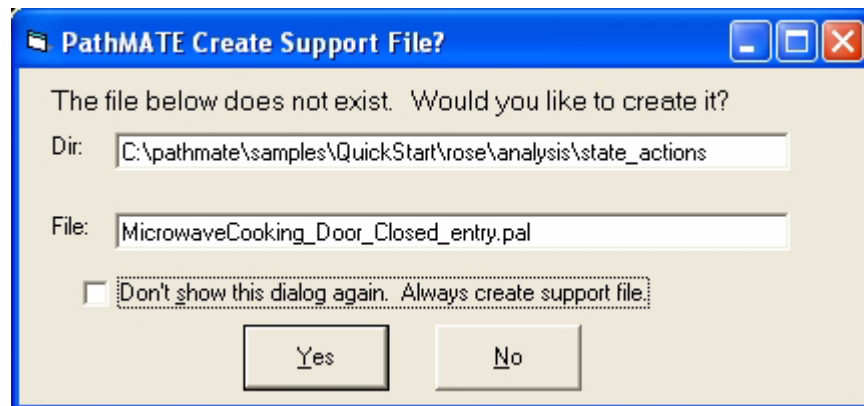 PathMATE Create Support File?
The file below does not exist.  Would you like to create it?
Dir: C:\pathmate\samples\QuickStart\rose\analysis\state_actions
File: MicrowaveCooking_Door_Closed_entry.pal
Don't show this dialog again.  Always create support file.
Yes No